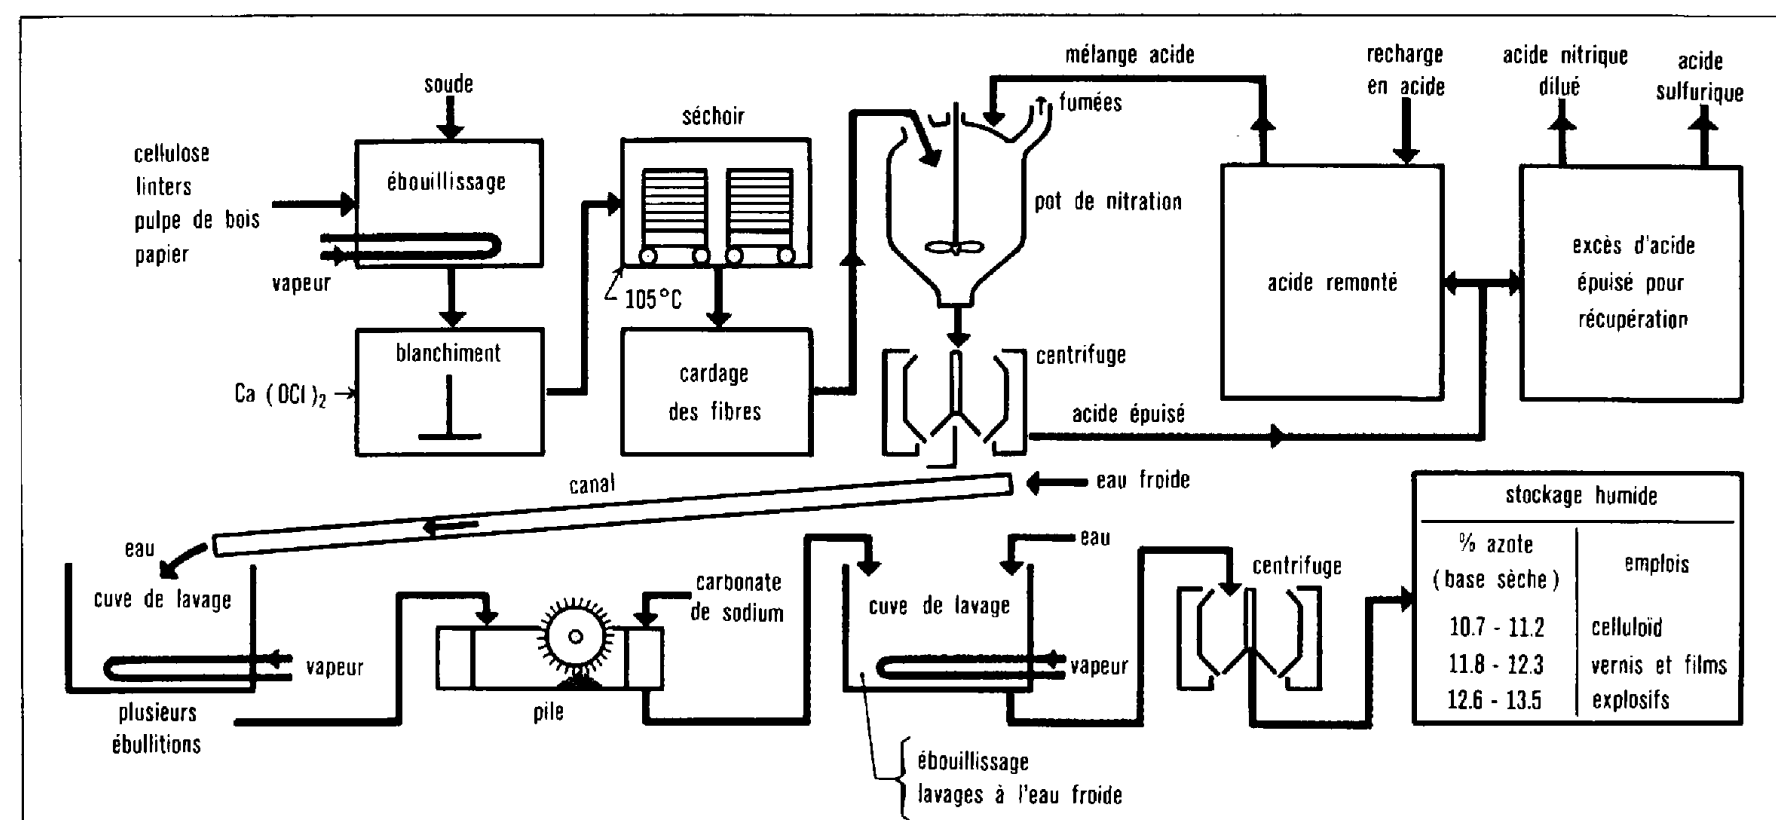 soude
cellulose
linters
pulpe de bois
papier
ébouillissage
vapeur
Ca (OCl)₂
blanchiment
séchoir
105°C
cardage
des fibres
mélange acide
fumées
pot de nitration
centrifuge
acide épuisé
recharge
en acide
acide remonté
acide nitrique
dilué
acide
sulfurique
excès d'acide
épuisé pour
récupération
canal
eau froide
eau
cuve de lavage
vapeur
plusieurs
ébullitions
pile
carbonate
de sodium
eau
cuve de lavage
vapeur
ébouillissage
lavages à l'eau froide
centrifuge
stockage humide
% azote
(base sèche)
emplois
10.7 - 11.2 celluloïd
11.8 - 12.3 vernis et films
12.6 - 13.5 explosifs